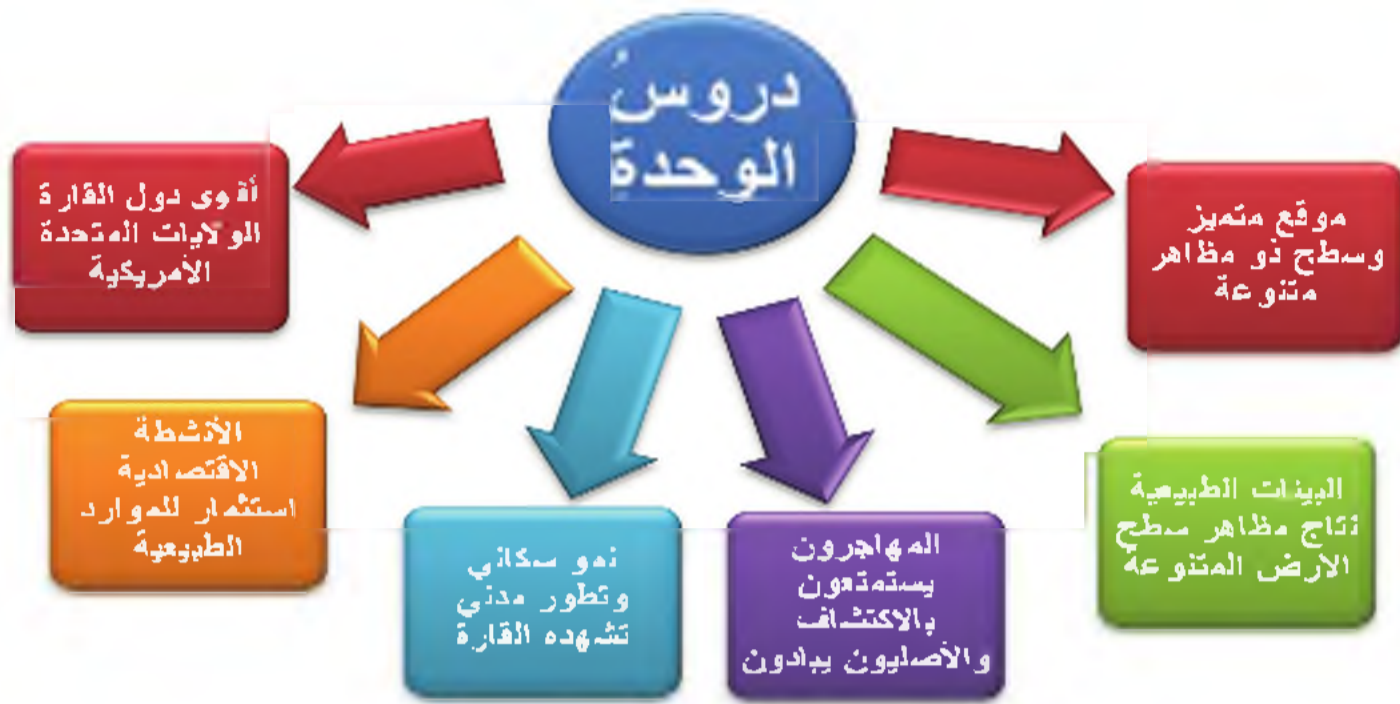 دروسُ
الوحدةِ
موقع متميز
وسطح ذو مظاهر
متنوعة
البيئات الطبيعية
نتاج مظاهر سطح
الأرض المتنوعة
المهاجرون
يستمتعون
بالاكتشاف
والأصليون يبادون
نمو سكاني
وتطور مدني
تشهده القارة
الأنشطة
الاقتصادية
استثمار للموارد
الطبيعية
أقوى دول القارة
الولايات المتحدة
الأمريكية